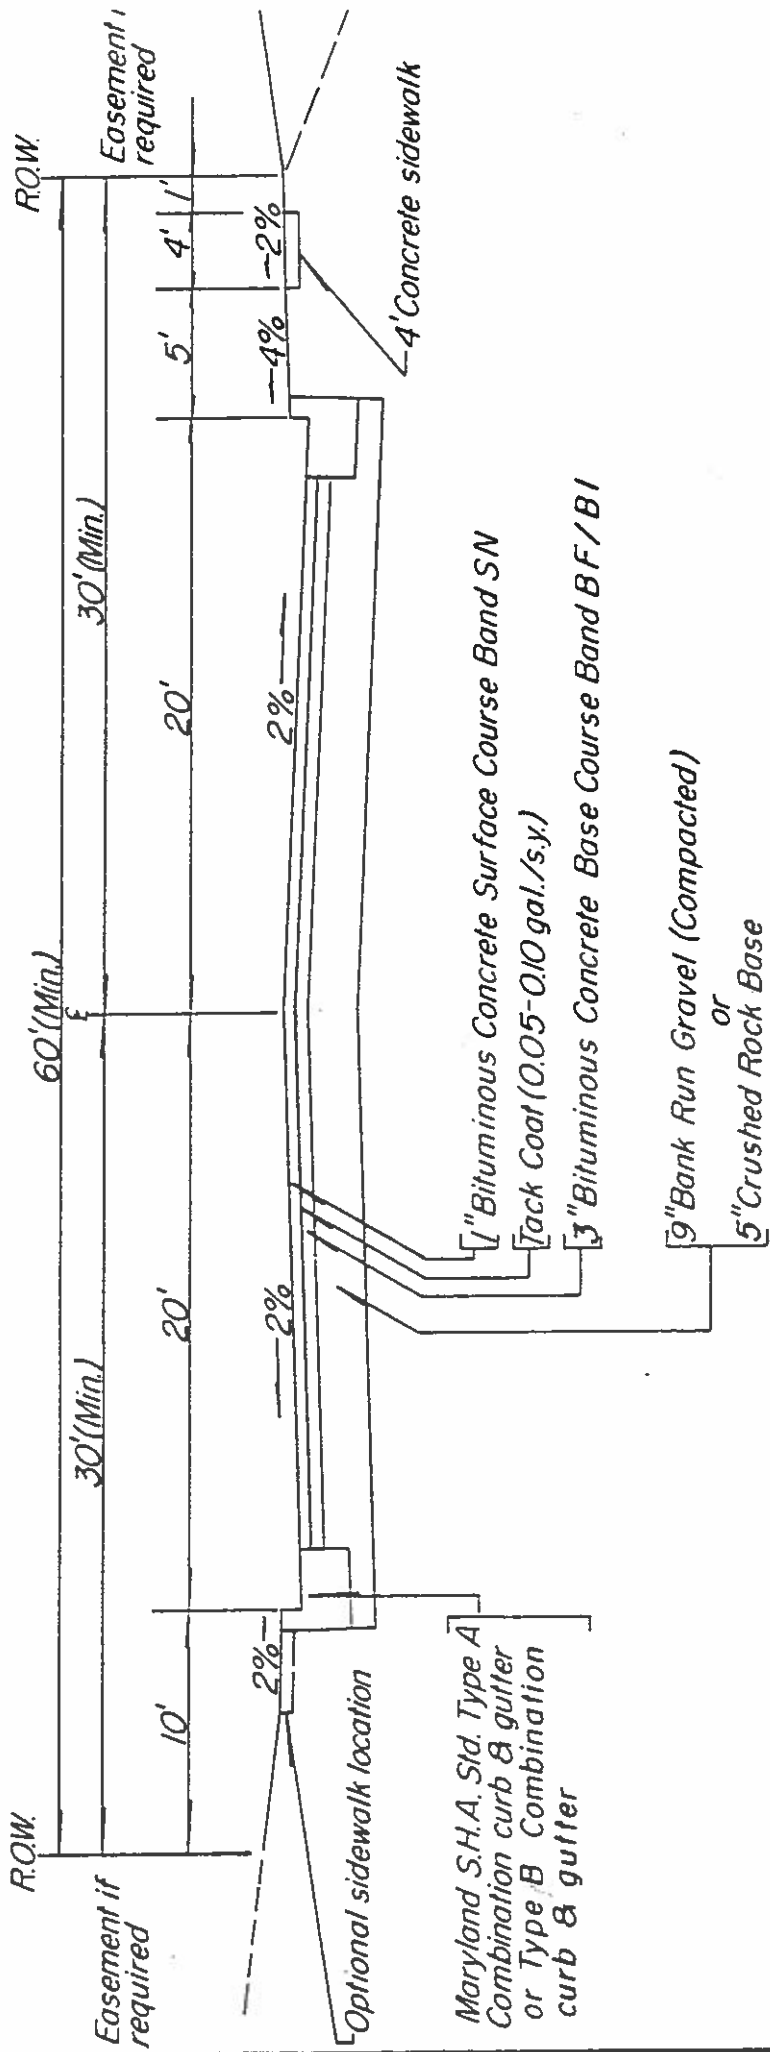 R.O.W.
60'(Min.)
R.O.W.
30'(Min.)
℄
30'(Min.)
Easement if
required
10'
20'
20'
5'
4'
1'
Easement i
required
2%
2%
2%
4%
2%
Optional sidewalk location
4' Concrete sidewalk
Maryland S.H.A. Std. Type A
Combination curb & gutter
or Type B Combination
curb & gutter
1" Bituminous Concrete Surface Course Band SN
Tack Coat (0.05-0.10 gal./s.y.)
3" Bituminous Concrete Base Course Band BF/BI
9" Bank Run Gravel (Compacted)
or
5" Crushed Rock Base